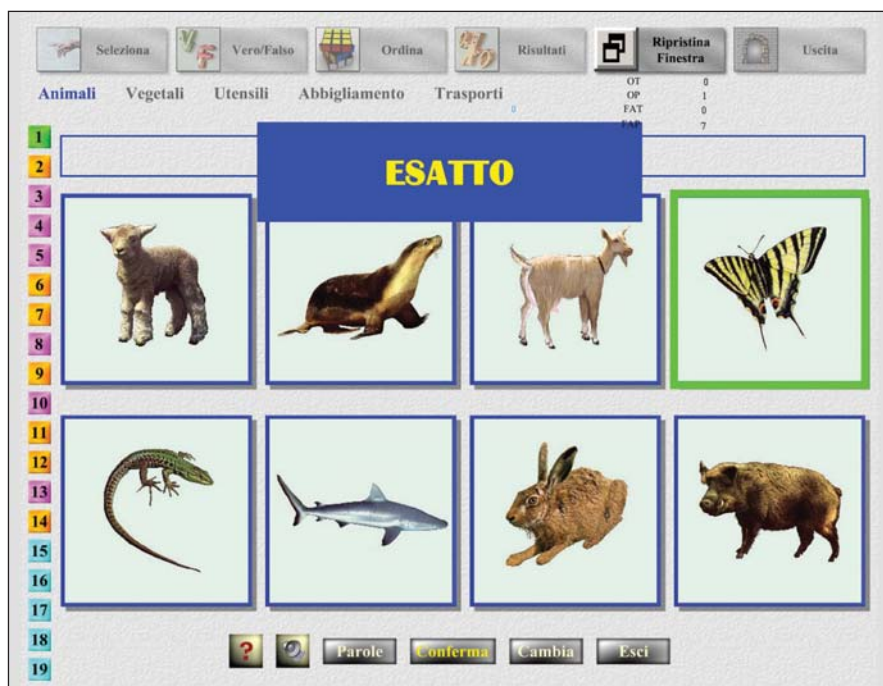 Seleziona
Vero/Falso
Ordina
Risultati
Ripristina
Finestra
Uscita
Animali Vegetali Utensili Abbigliamento Trasporti
OT 0
OP 1
0 FAT 0
FAP 7
ESATTO
1
2
3
4
5
6
7
8
9
10
11
12
13
14
15
16
17
18
19
? Parole Conferma Cambia Esci